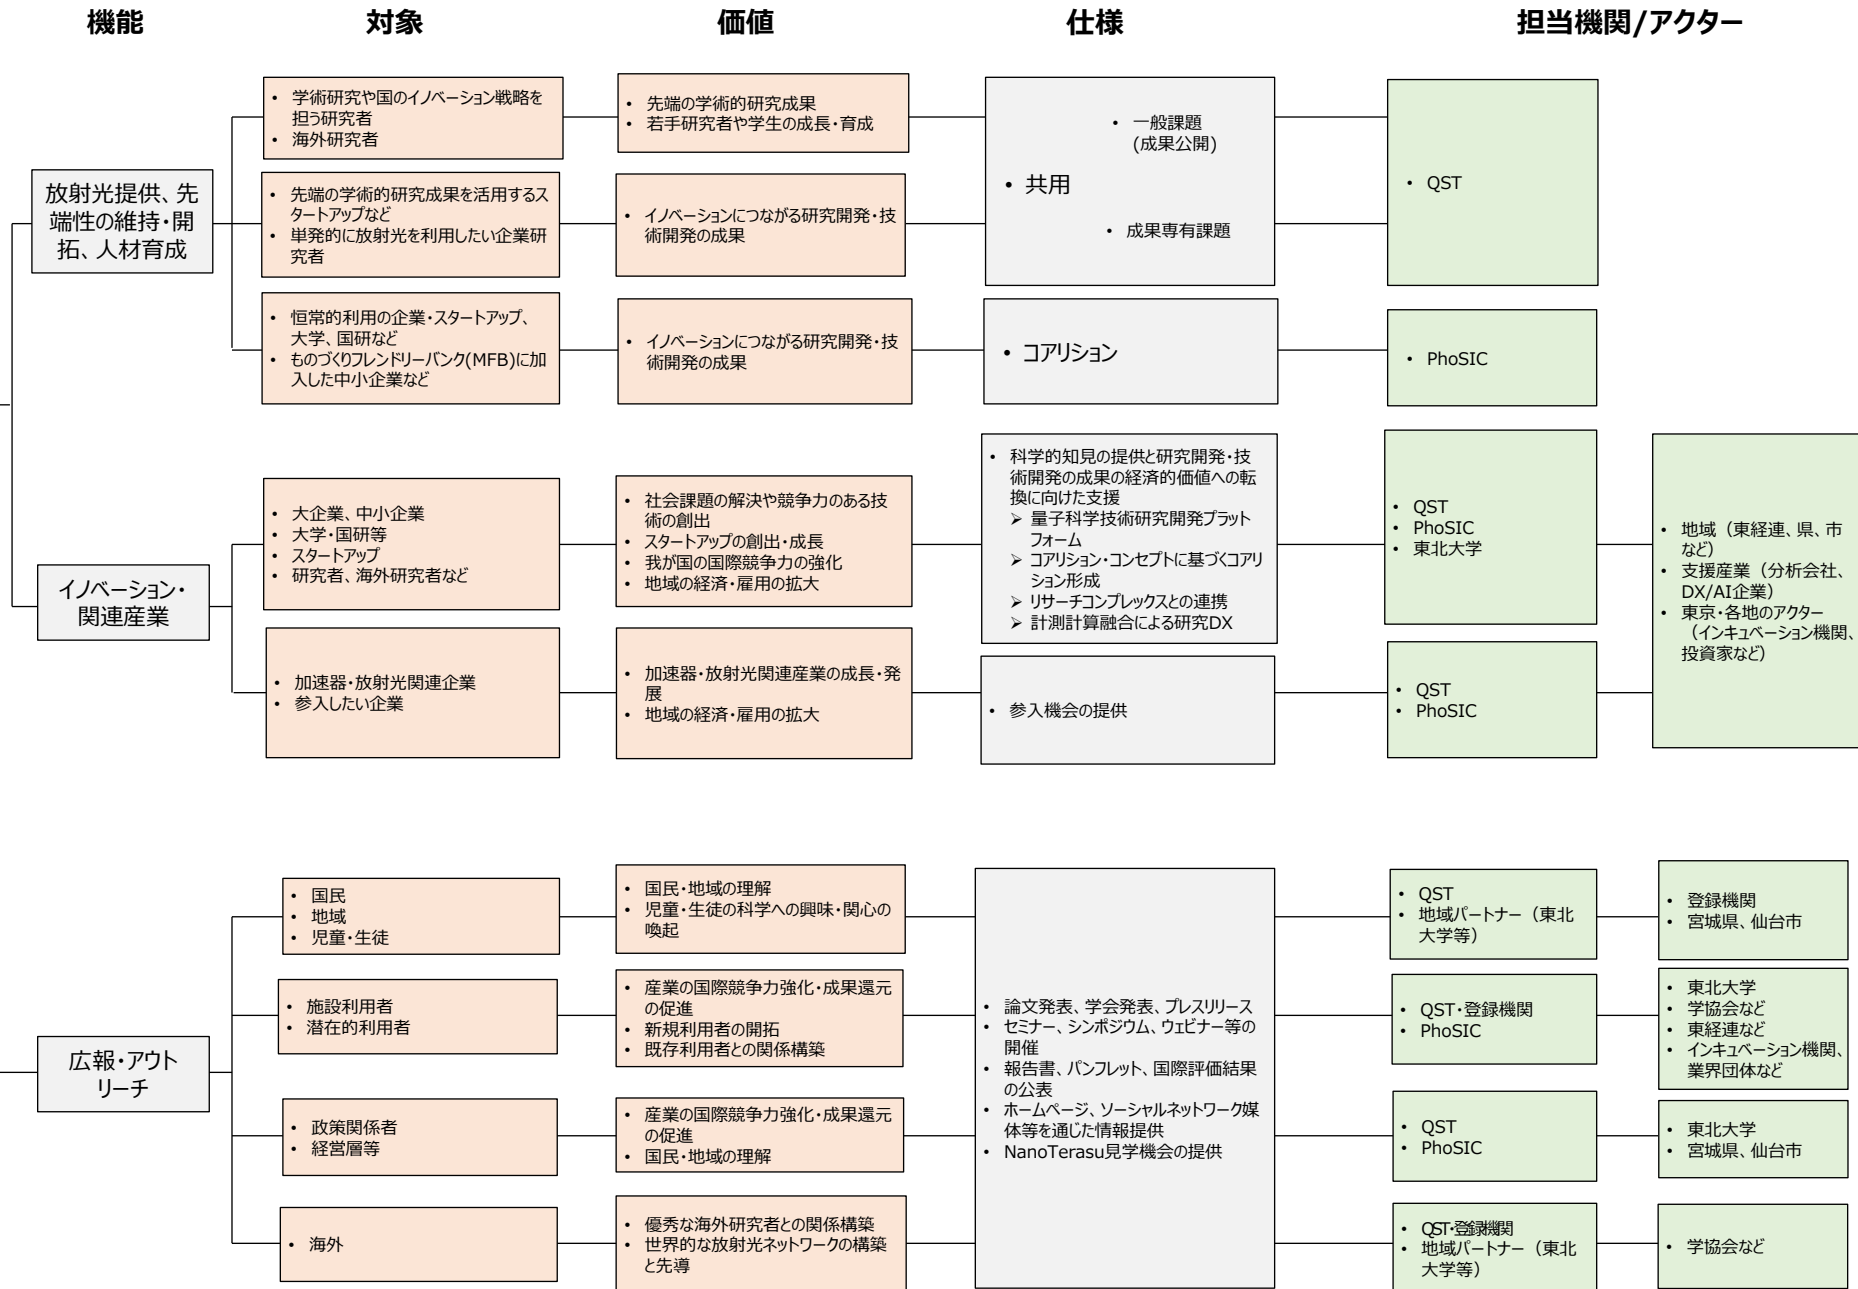 機能
対象
価値
仕様
担当機関/アクター
放射光提供、先
端性の維持・開
拓、人材育成
• 学術研究や国のイノベーション戦略を
担う研究者
• 海外研究者
• 先端の学術的研究成果
• 若手研究者や学生の成長・育成
• 先端の学術的研究成果を活用するス
タートアップなど
• 単発的に放射光を利用したい企業研
究者
• イノベーションにつながる研究開発・技
術開発の成果
• 共用
• 一般課題
(成果公開)
• 成果専有課題
• QST
• 恒常的利用の企業・スタートアップ、
大学、国研など
• ものづくりフレンドリーバンク(MFB)に加
入した中小企業など
• イノベーションにつながる研究開発・技
術開発の成果
• コアリション
• PhoSIC
イノベーション・
関連産業
• 大企業、中小企業
• 大学・国研等
• スタートアップ
• 研究者、海外研究者など
• 社会課題の解決や競争力のある技
術の創出
• スタートアップの創出・成長
• 我が国の国際競争力の強化
• 地域の経済・雇用の拡大
• 科学的知見の提供と研究開発・技
術開発の成果の経済的価値への転
換に向けた支援
➢ 量子科学技術研究開発プラット
フォーム
➢ コアリション・コンセプトに基づくコアリ
ション形成
➢ リサーチコンプレックスとの連携
➢ 計測計算融合による研究DX
• QST
• PhoSIC
• 東北大学
• 地域（東経連、県、市
など）
• 支援産業（分析会社、
DX/AI企業）
• 東京・各地のアクター
（インキュベーション機関、
投資家など）
• 加速器・放射光関連企業
• 参入したい企業
• 加速器・放射光関連産業の成長・発
展
• 地域の経済・雇用の拡大
• 参入機会の提供
• QST
• PhoSIC
広報・アウト
リーチ
• 国民
• 地域
• 児童・生徒
• 国民・地域の理解
• 児童・生徒の科学への興味・関心の
喚起
• QST
• 地域パートナー（東北
大学等）
• 登録機関
• 宮城県、仙台市
• 施設利用者
• 潜在的利用者
• 産業の国際競争力強化・成果還元
の促進
• 新規利用者の開拓
• 既存利用者との関係構築
• 論文発表、学会発表、プレスリリース
• セミナー、シンポジウム、ウェビナー等の
開催
• 報告書、パンフレット、国際評価結果
の公表
• ホームページ、ソーシャルネットワーク媒
体等を通じた情報提供
• NanoTerasu見学機会の提供
• QST・登録機関
• PhoSIC
• 東北大学
• 学協会など
• 東経連など
• インキュベーション機関、
業界団体など
• 政策関係者
• 経営層等
• 産業の国際競争力強化・成果還元
の促進
• 国民・地域の理解
• QST
• PhoSIC
• 東北大学
• 宮城県、仙台市
• 海外
• 優秀な海外研究者との関係構築
• 世界的な放射光ネットワークの構築
と先導
• QST・登録機関
• 地域パートナー（東北
大学等）
• 学協会など